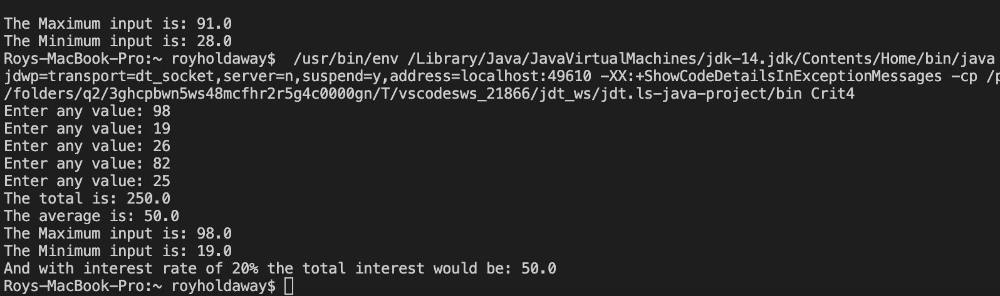 The Maximum input is: 91.0
The Minimum input is: 28.0
Roys-MacBook-Pro:~ royholdaway$  /usr/bin/env /Library/Java/JavaVirtualMachines/jdk-14.jdk/Contents/Home/bin/java
jdwp=transport=dt_socket,server=n,suspend=y,address=localhost:49610 -XX:+ShowCodeDetailsInExceptionMessages -cp /p
/folders/q2/3ghcpbwn5ws48mcfhr2r5g4c0000gn/T/vscodesws_21866/jdt_ws/jdt.ls-java-project/bin Crit4
Enter any value: 98
Enter any value: 19
Enter any value: 26
Enter any value: 82
Enter any value: 25
The total is: 250.0
The average is: 50.0
The Maximum input is: 98.0
The Minimum input is: 19.0
And with interest rate of 20% the total interest would be: 50.0
Roys-MacBook-Pro:~ royholdaway$